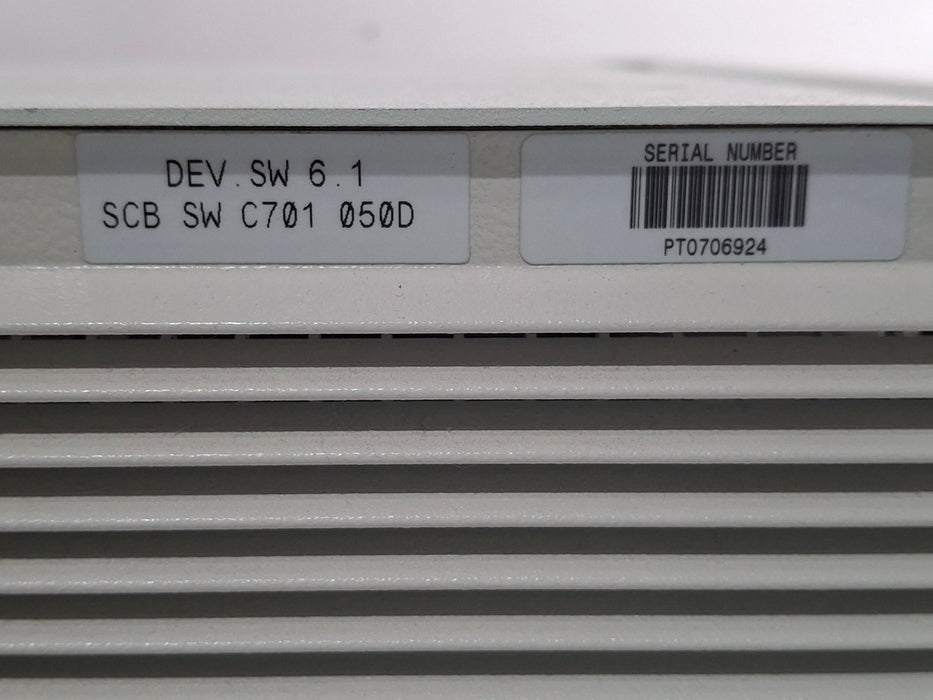 DEV.SW 6.1
SCB SW C701 050D
SERIAL NUMBER
PT0706924